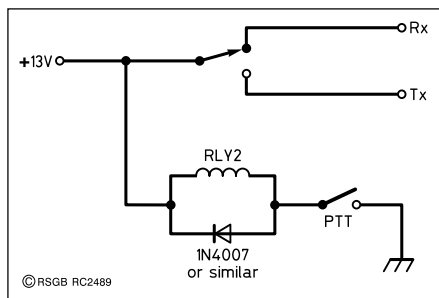 Rx
+13V
Tx
RLY2
PTT
1N4007
or similar
©RSGB RC2489